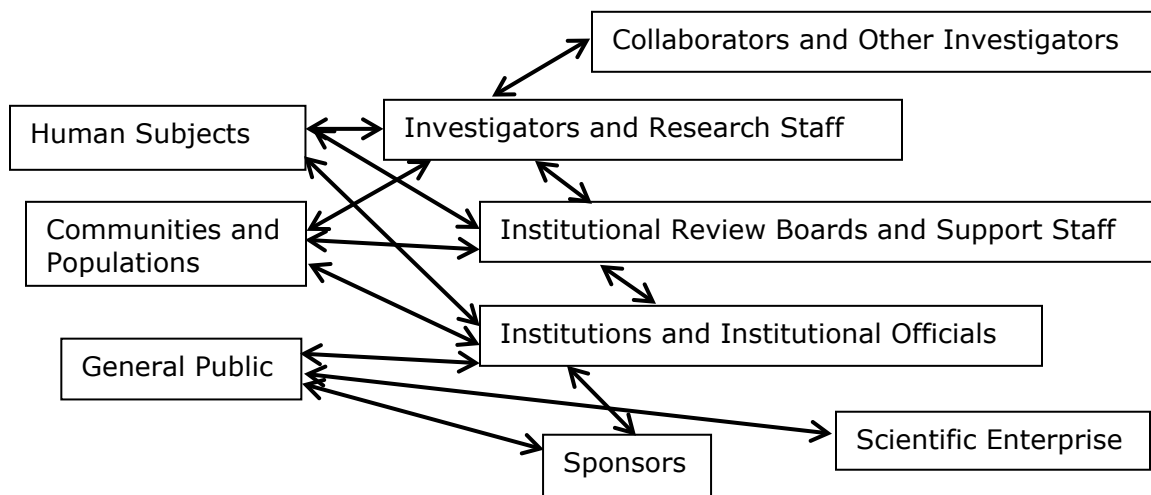 Collaborators and Other Investigators
Human Subjects
Investigators and Research Staff
Communities and
Populations
Institutional Review Boards and Support Staff
Institutions and Institutional Officials
General Public
Scientific Enterprise
Sponsors